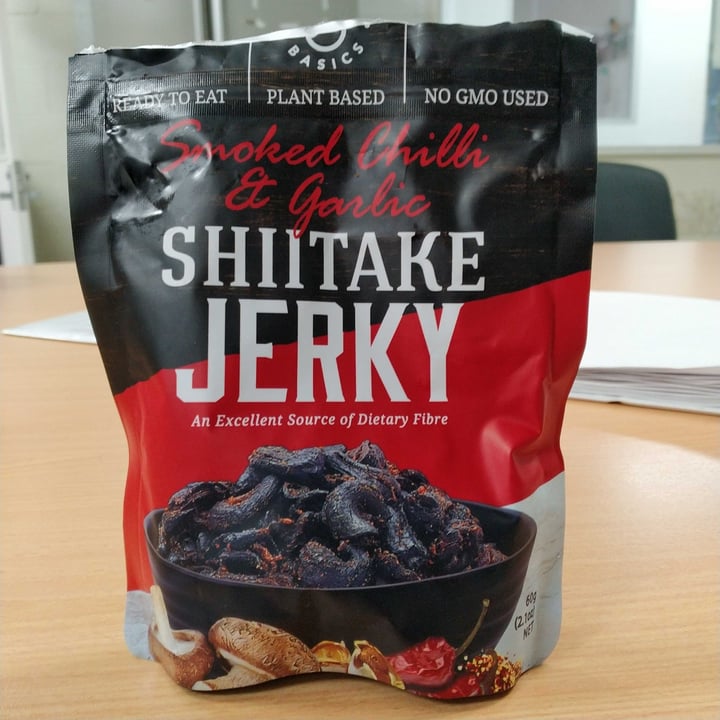 BASICS
READY TO EAT
PLANT BASED
NO GMO USED
Smoked Chilli
& Garlic
SHIITAKE
JERKY
An Excellent Source of Dietary Fibre
60g
(2.1oz)
NET